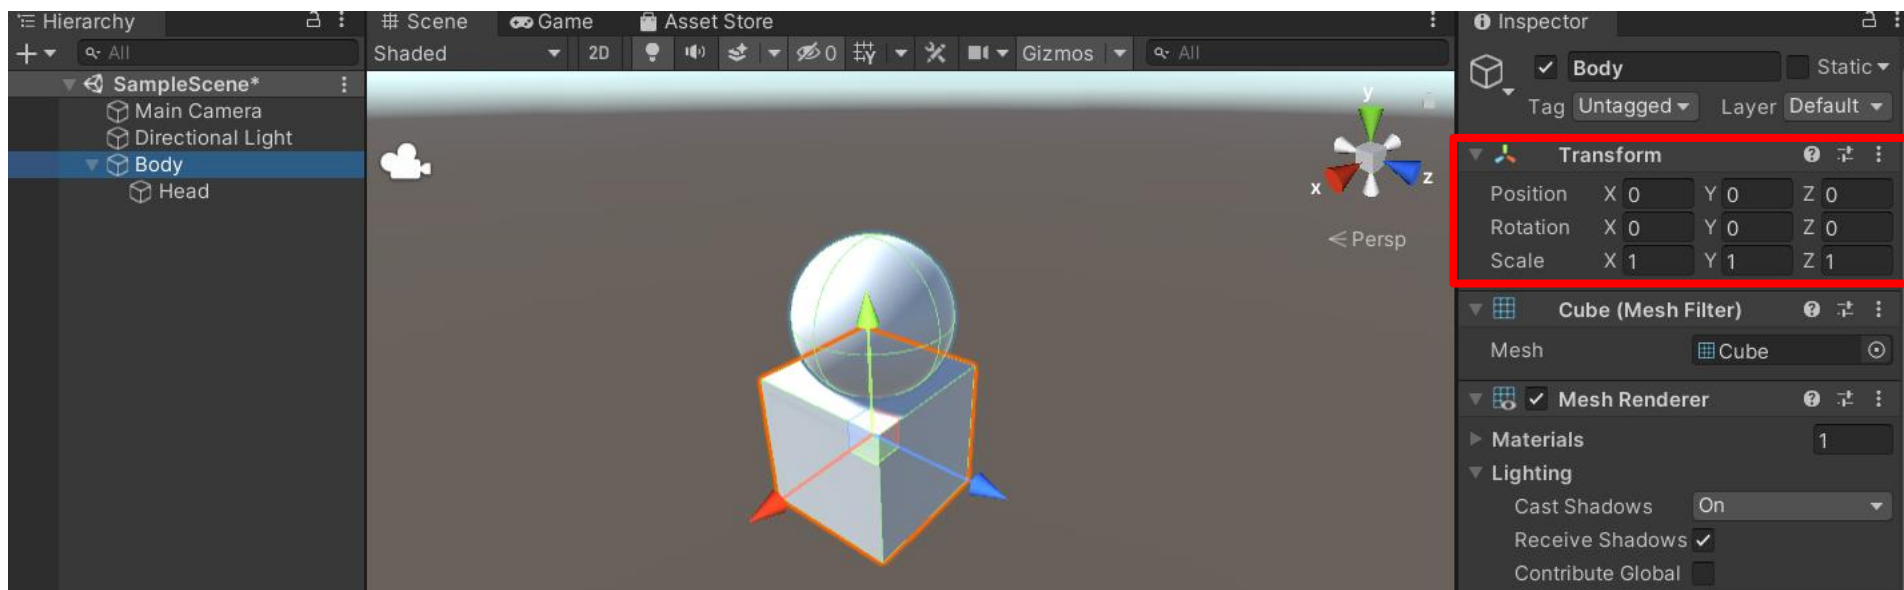 Hierarchy
All
SampleScene*
Main Camera
Directional Light
Body
Head
Scene
Game
Asset Store
Shaded
2D
0
Gizmos
All
y
x
z
Persp
Inspector
Body
Static
Tag Untagged Layer Default
Transform
Position X 0 Y 0 Z 0
Rotation X 0 Y 0 Z 0
Scale X 1 Y 1 Z 1
Cube (Mesh Filter)
Mesh Cube
Mesh Renderer
Materials 1
Lighting
Cast Shadows On
Receive Shadows
Contribute Global